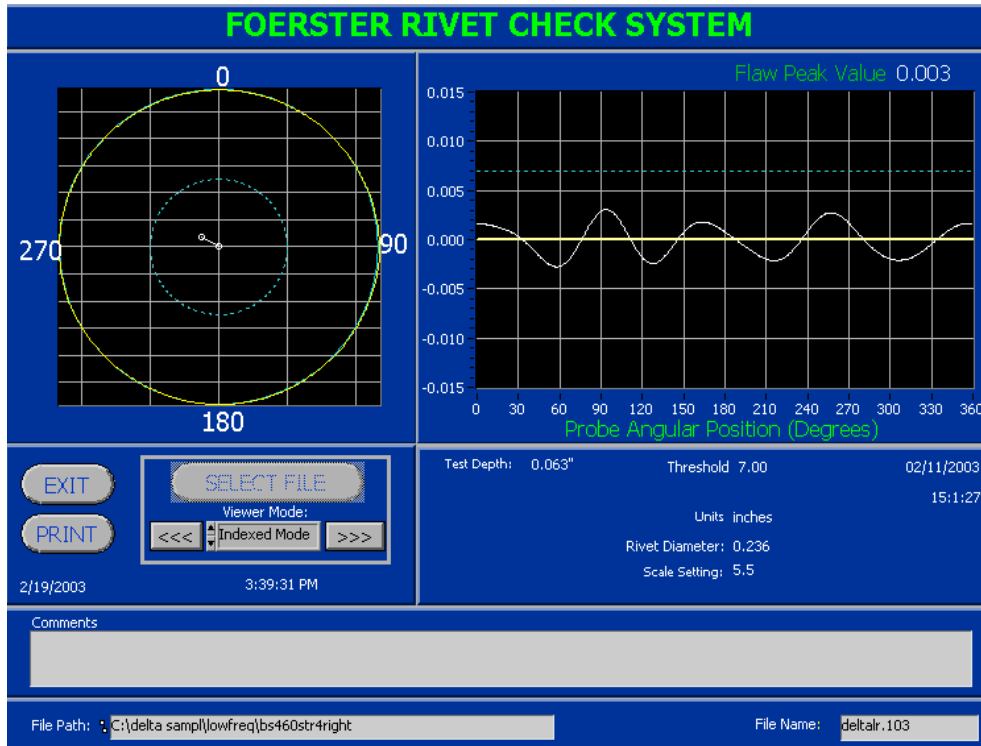 FOERSTER RIVET CHECK SYSTEM
0
270
90
180
Flaw Peak Value 0.003
0.015
0.010
0.005
0.000
-0.005
-0.010
-0.015
0 30 60 90 120 150 180 210 240 270 300 330 360
Probe Angular Position (Degrees)
EXIT
PRINT
SELECT FILE
Viewer Mode:
<<< Indexed Mode >>>
2/19/2003 3:39:31 PM
Test Depth: 0.063" Threshold 7.00 02/11/2003
15:1:27
Units inches
Rivet Diameter: 0.236
Scale Setting: 5.5
Comments
File Path: C:\delta sampl\lowfreq\bs460str4right
File Name: deltalr.103